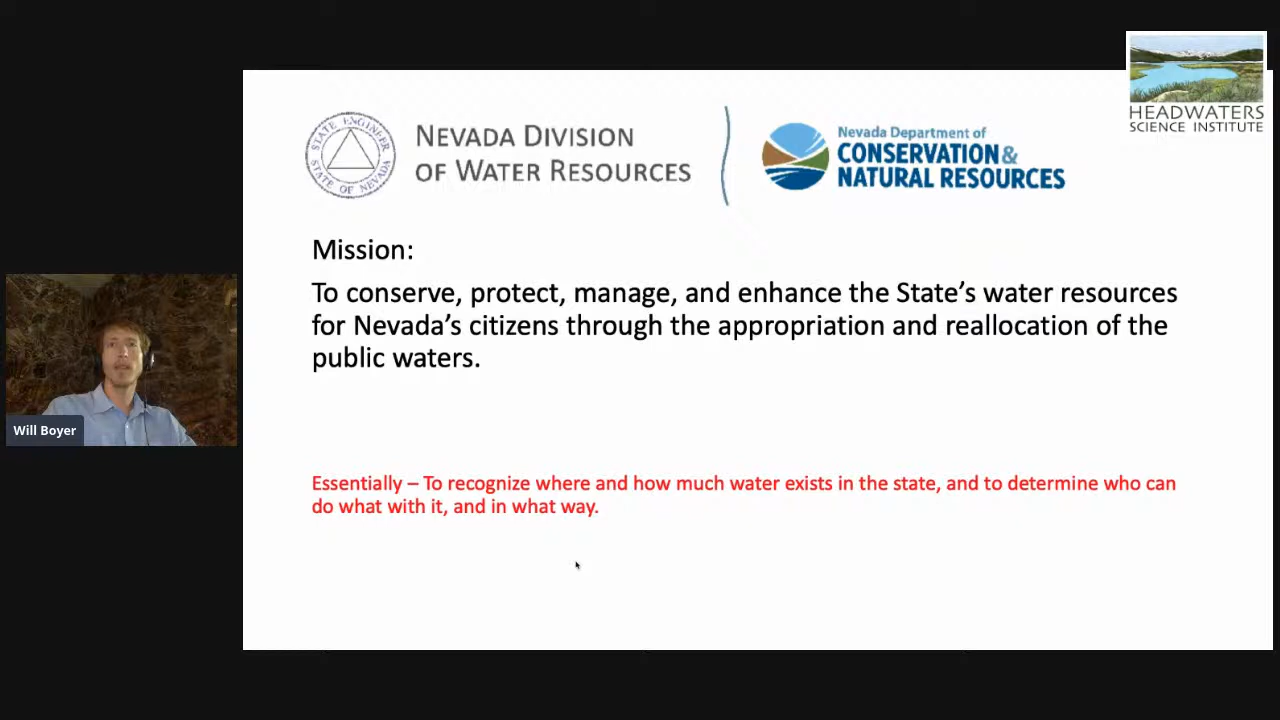 HEADWATERS
SCIENCE INSTITUTE
STATE ENGINEER
STATE OF NEVADA
NEVADA DIVISION
OF WATER RESOURCES
Nevada Department of
CONSERVATION &
NATURAL RESOURCES
Mission:
To conserve, protect, manage, and enhance the State’s water resources
for Nevada’s citizens through the appropriation and reallocation of the
public waters.
Will Boyer
Essentially – To recognize where and how much water exists in the state, and to determine who can
do what with it, and in what way.